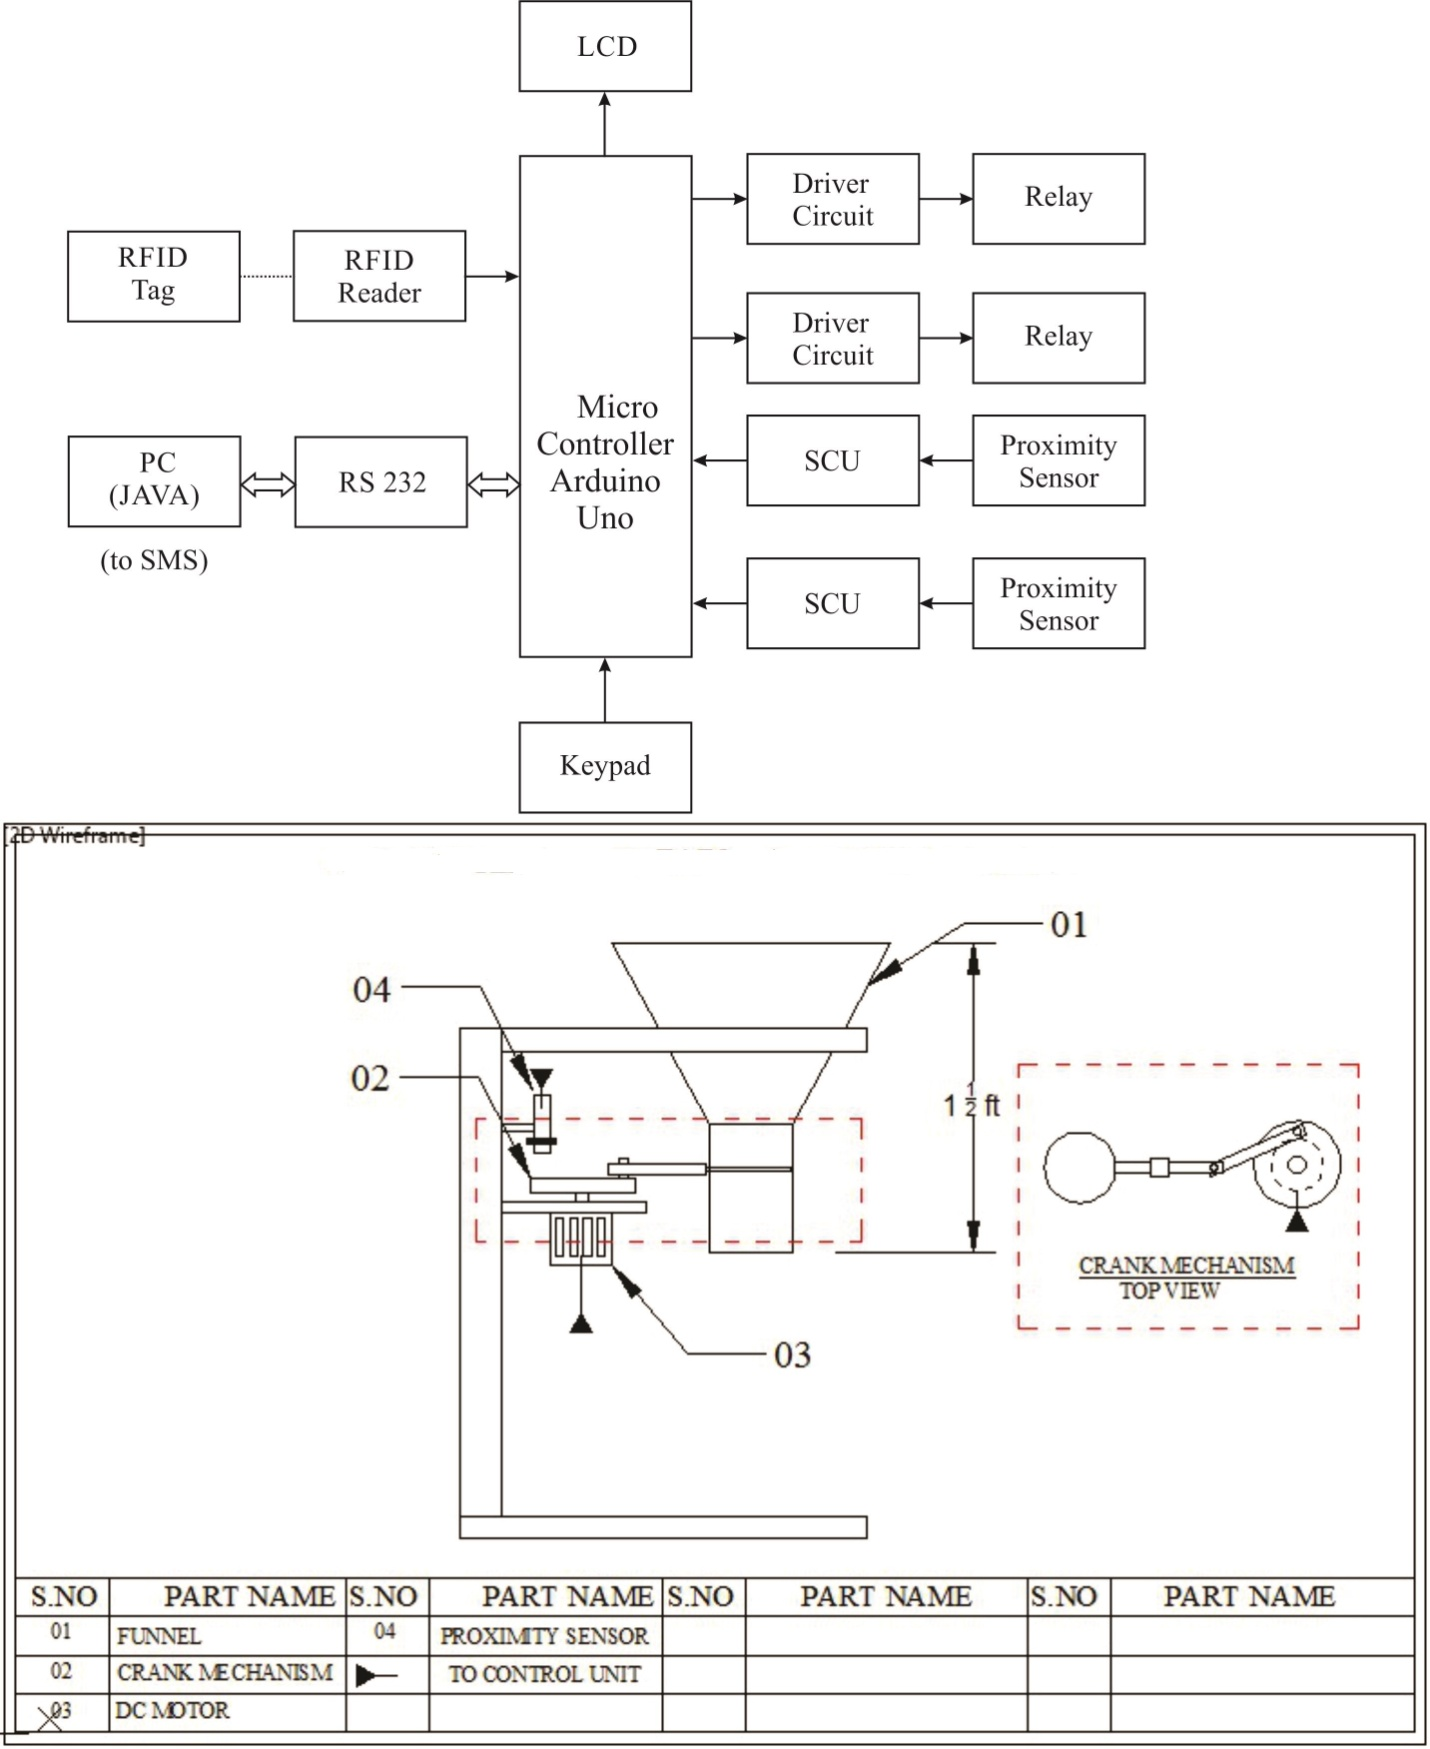 LCD
Driver
Circuit
Relay
RFID
Tag
RFID
Reader
Driver
Circuit
Relay
Micro
Controller
Arduino
Uno
PC
(JAVA)
RS 232
SCU
Proximity
Sensor
(to SMS)
SCU
Proximity
Sensor
Keypad
[2D Wireframe]
01
04
02
1 1/2 ft
CRANK MECHANISM
TOP VIEW
03
S.NO PART NAME S.NO PART NAME S.NO PART NAME S.NO PART NAME
01 FUNNEL 04 PROXIMITY SENSOR
02 CRANK MECHANISM TO CONTROL UNIT
03 DC MOTOR